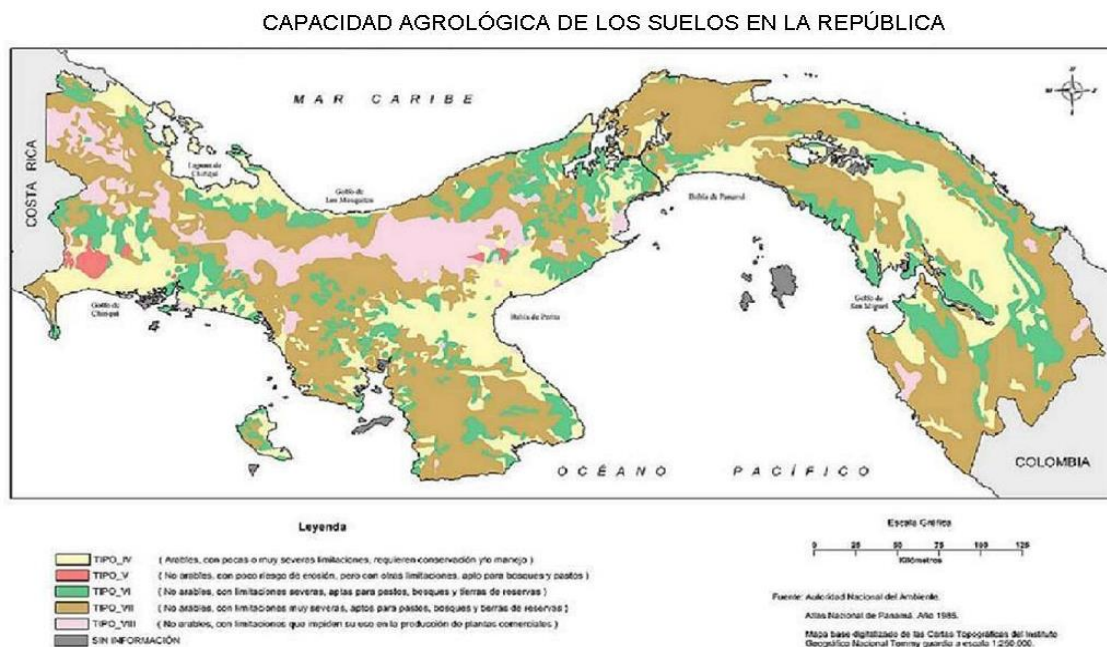 CAPACIDAD AGROLÓGICA DE LOS SUELOS EN LA REPÚBLICA
MAR CARIBE
COSTA RICA
Laguna de
Chiriquí
Golfo de
Los Mosquitos
Bahía de Panamá
Golfo de
Chiriquí
Bahía de Parita
Golfo de
San Miguel
OCÉANO PACÍFICO
COLOMBIA
Leyenda
TIPO_IV ( Arables, con pocas o muy severas limitaciones, requieren conservación y/o manejo )
TIPO_V ( No arables, con poco riesgo de erosión, pero con otras limitaciones, apto para bosques y pastos )
TIPO_VI ( No arables, con limitaciones severas, aptas para pastos, bosques y tierras de reservas )
TIPO_VII ( No arables, con limitaciones muy severas, aptos para pastos, bosques y tierras de reservas )
TIPO_VIII ( No arables, con limitaciones que impiden su uso en la producción de plantas comerciales )
SIN INFORMACIÓN
Escala Gráfica
0 25 50 75 100 125
Kilómetros
Fuente: Autoridad Nacional del Ambiente.
Atlas Nacional de Panamá. Año 1985.
Mapa base digitalizado de las Cartas Topográficas del Instituto
Geográfico Nacional Tommy guardia a escala 1:250 000.